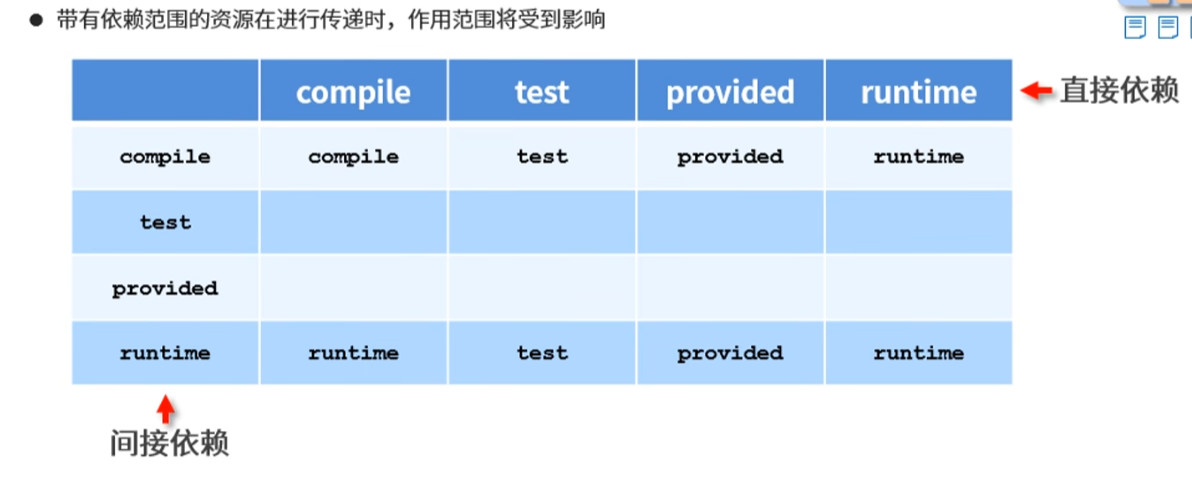 ● 带有依赖范围的资源在进行传递时，作用范围将受到影响
compile test provided runtime 直接依赖
compile compile test provided runtime
test
provided
runtime runtime test provided runtime
间接依赖